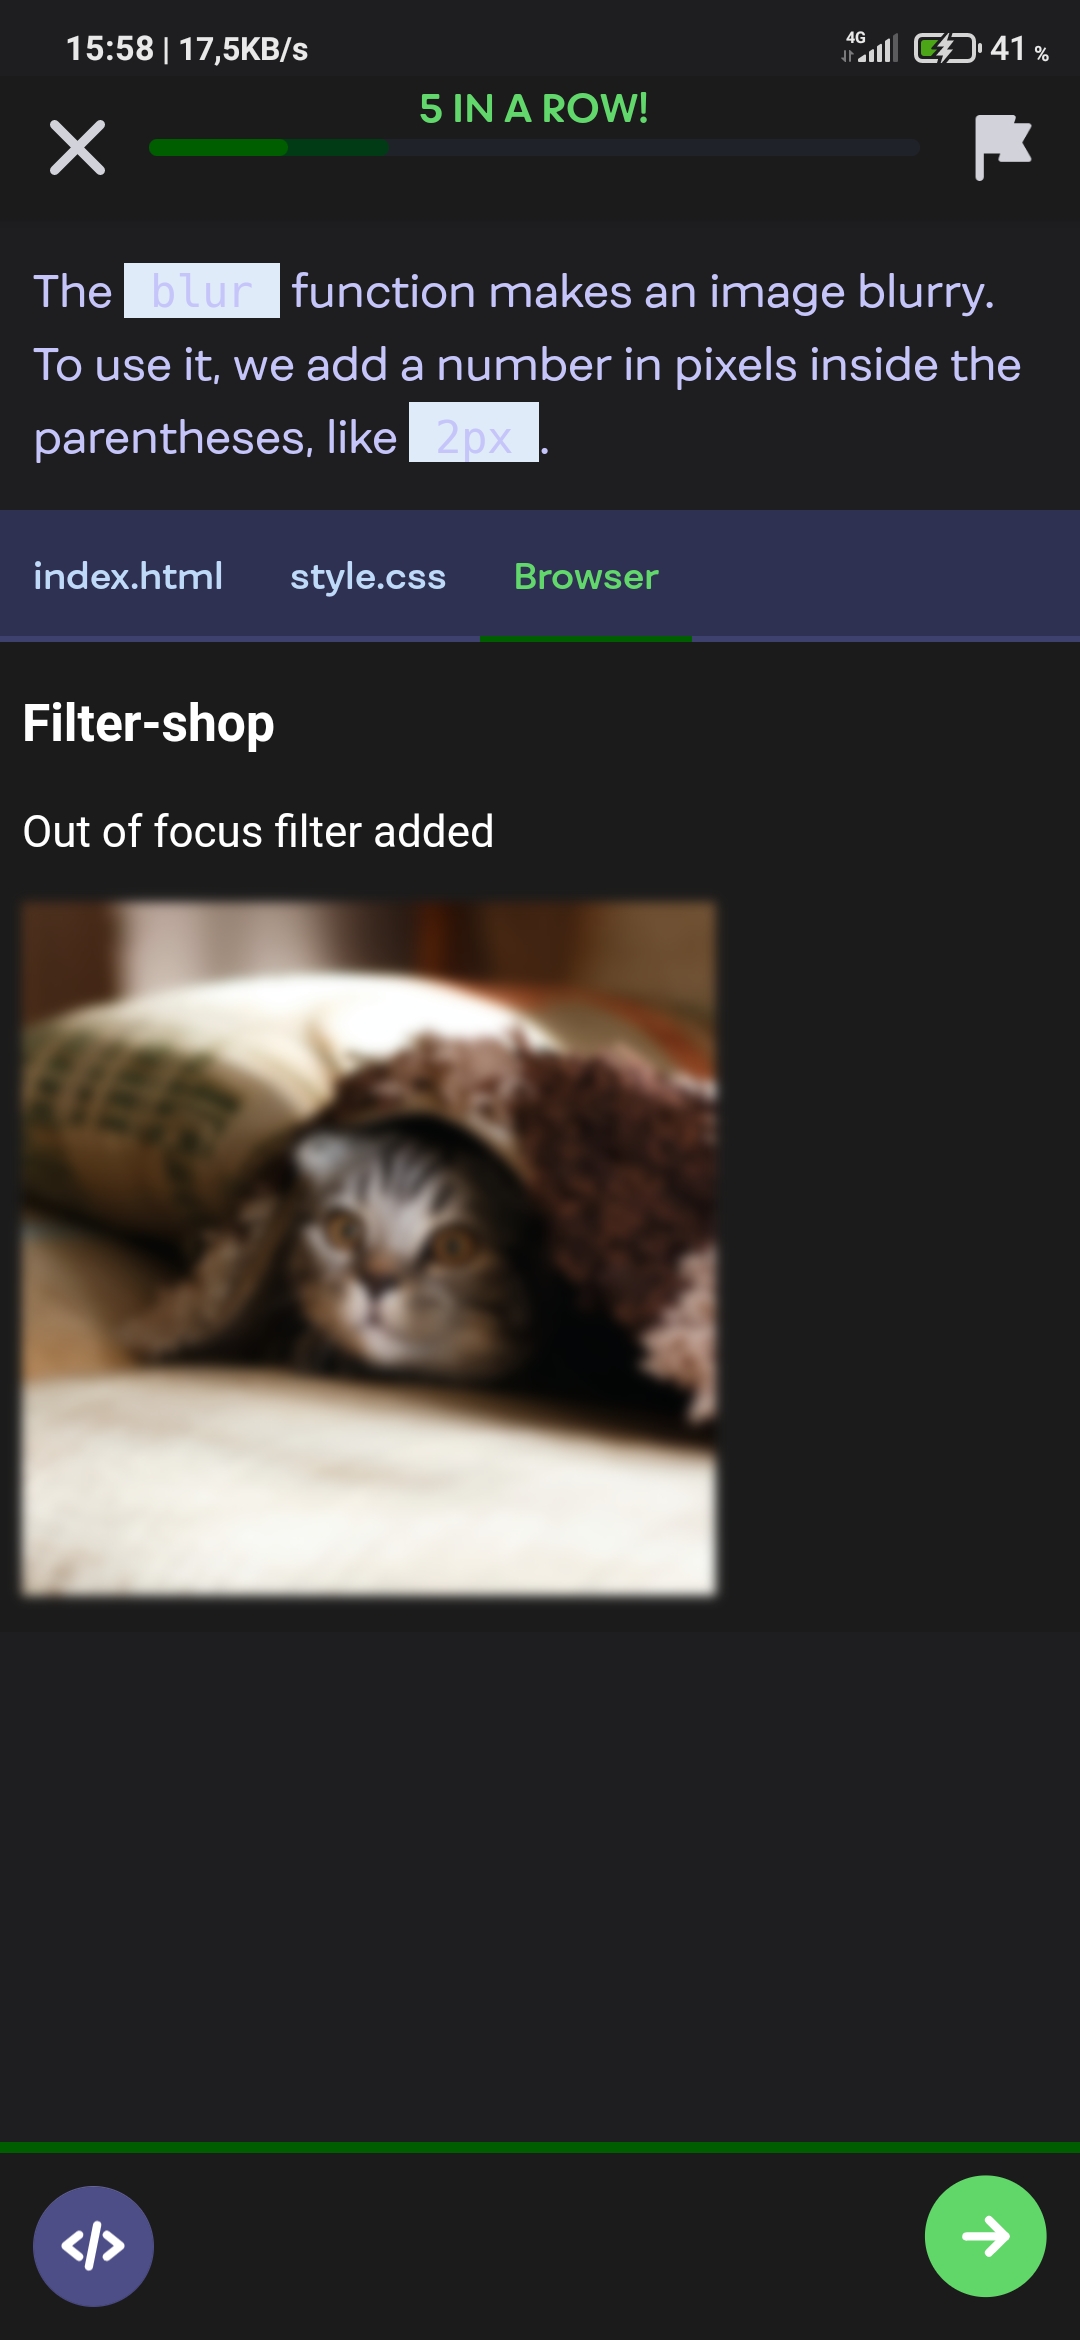 15:58 | 17,5KB/s 4G 41 %
5 IN A ROW!
The blur function makes an image blurry.
To use it, we add a number in pixels inside the
parentheses, like 2px.
index.html style.css Browser
Filter-shop
Out of focus filter added